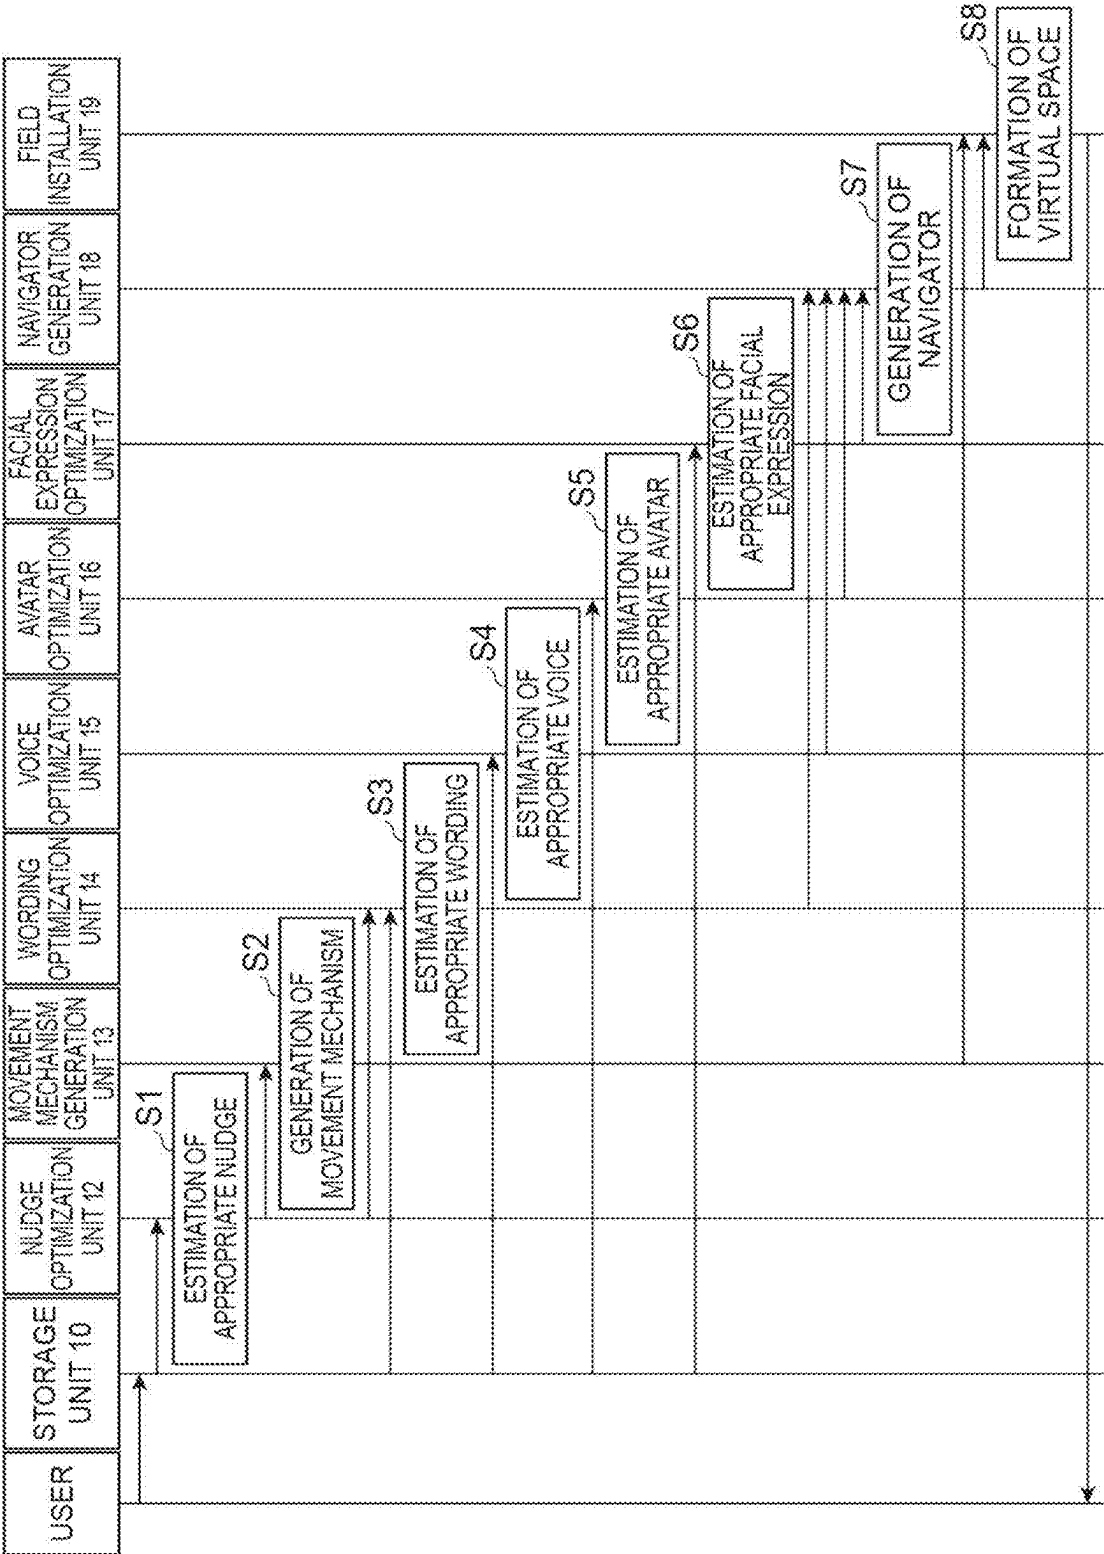 USER
STORAGE
UNIT 10
NUDGE
OPTIMIZATION
UNIT 12
MOVEMENT
MECHANISM
GENERATION
UNIT 13
WORDING
OPTIMIZATION
UNIT 14
VOICE
OPTIMIZATION
UNIT 15
AVATAR
OPTIMIZATION
UNIT 16
FACIAL
EXPRESSION
OPTIMIZATION
UNIT 17
NAVIGATOR
GENERATION
UNIT 18
FIELD
INSTALLATION
UNIT 19
S1
ESTIMATION OF
APPROPRIATE NUDGE
S2
GENERATION OF
MOVEMENT MECHANISM
S3
ESTIMATION OF
APPROPRIATE WORDING
S4
ESTIMATION OF
APPROPRIATE VOICE
S5
ESTIMATION OF
APPROPRIATE AVATAR
S6
ESTIMATION OF
APPROPRIATE FACIAL
EXPRESSION
S7
GENERATION OF
NAVIGATOR
S8
FORMATION OF
VIRTUAL SPACE